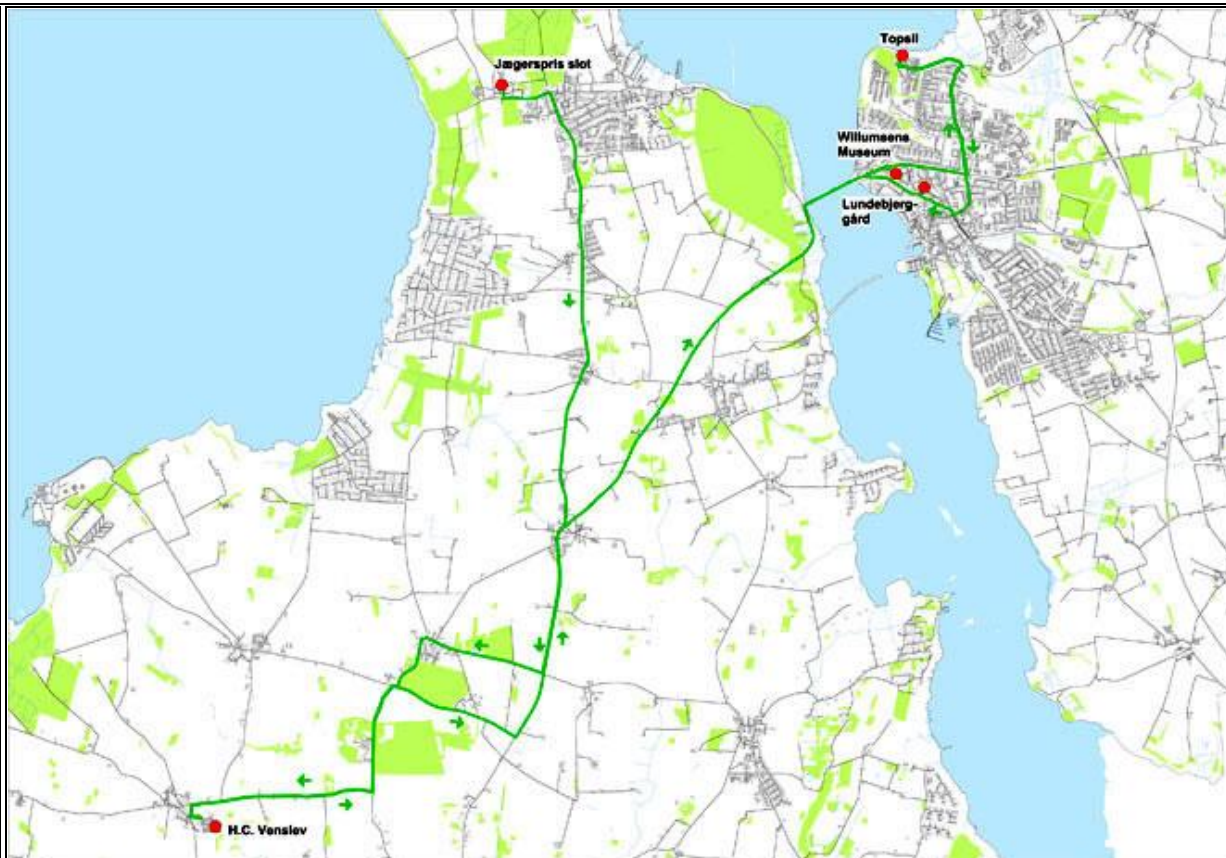 Topsil
Jægerspris slot
Willumsens
Museum
Lundebjerg-
gård
H.C. Venslev